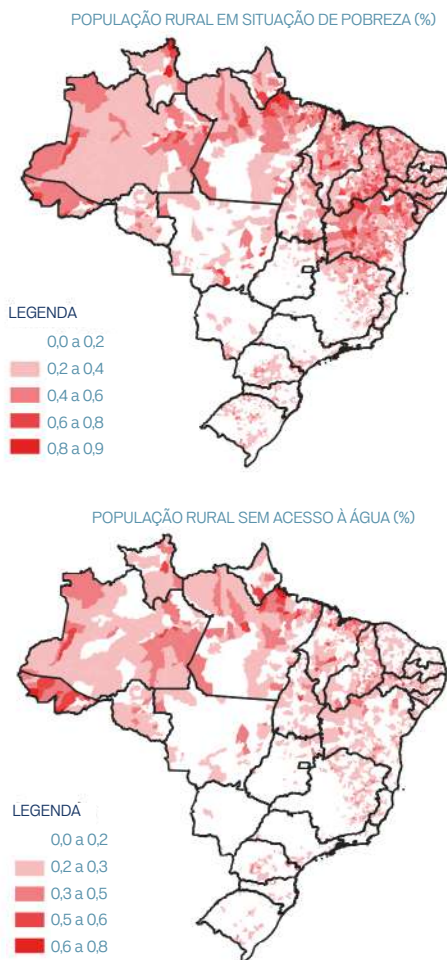 POPULAÇÃO RURAL EM SITUAÇÃO DE POBREZA (%)
LEGENDA
0,0 a 0,2
0,2 a 0,4
0,4 a 0,6
0,6 a 0,8
0,8 a 0,9
POPULAÇÃO RURAL SEM ACESSO À ÁGUA (%)
LEGENDA
0,0 a 0,2
0,2 a 0,3
0,3 a 0,5
0,5 a 0,6
0,6 a 0,8